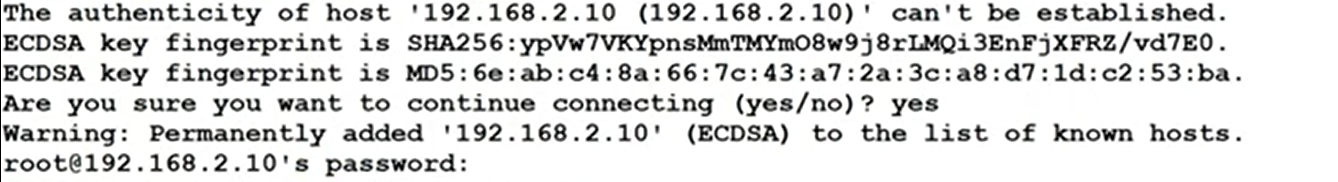 The authenticity of host '192.168.2.10 (192.168.2.10)' can't be established.
ECDSA key fingerprint is SHA256:ypVw7VKYpnsMmTMYmO8w9j8rLMQi3EnFjXFRZ/vd7E0.
ECDSA key fingerprint is MD5:6e:ab:c4:8a:66:7c:43:a7:2a:3c:a8:d7:1d:c2:53:ba.
Are you sure you want to continue connecting (yes/no)? yes
Warning: Permanently added '192.168.2.10' (ECDSA) to the list of known hosts.
root@192.168.2.10's password: